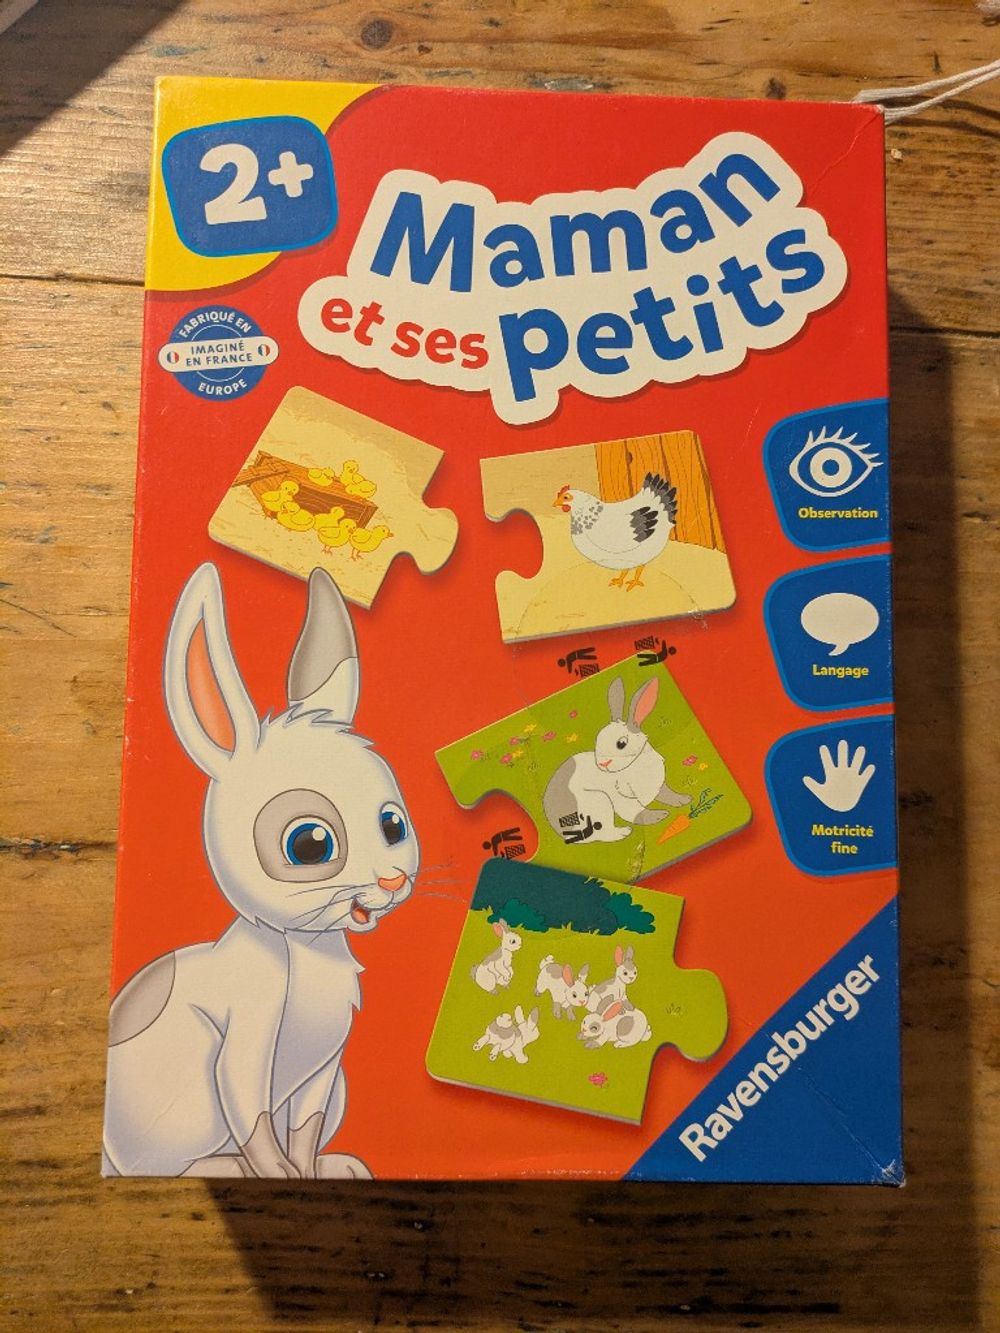 2+
Maman
et ses petits
FABRIQUÉ EN
IMAGINÉ
EN FRANCE
EUROPE
Observation
Langage
Motricité
fine
Ravensburger